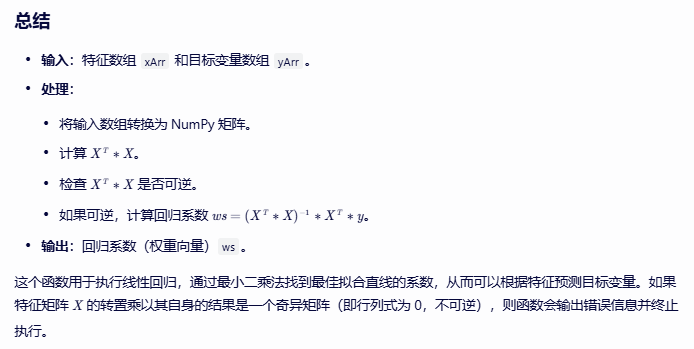 总结
• 输入：特征数组 xArr 和目标变量数组 yArr 。
• 处理：
• 将输入数组转换为 NumPy 矩阵。
• 计算 Xᵀ * X。
• 检查 Xᵀ * X 是否可逆。
• 如果可逆，计算回归系数 ws = (Xᵀ * X)⁻¹ * Xᵀ * y。
• 输出：回归系数（权重向量） ws 。
这个函数用于执行线性回归，通过最小二乘法找到最佳拟合直线的系数，从而可以根据特征预测目标变量。如果
特征矩阵 X 的转置乘以其自身的结果是一个奇异矩阵（即行列式为 0，不可逆），则函数会输出错误信息并终止
执行。